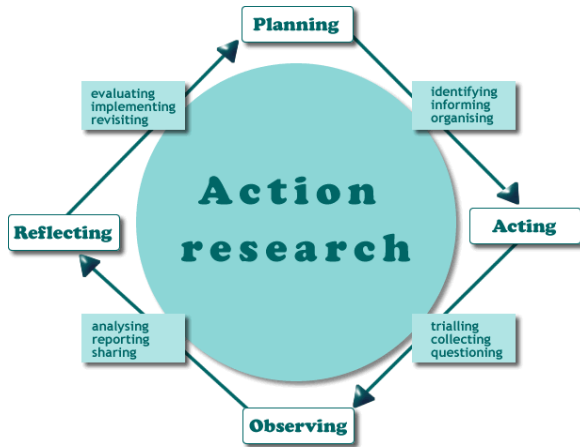 Planning
evaluating
implementing
revisiting
identifying
informing
organising
Action
research
Reflecting
Acting
analysing
reporting
sharing
trialling
collecting
questioning
Observing